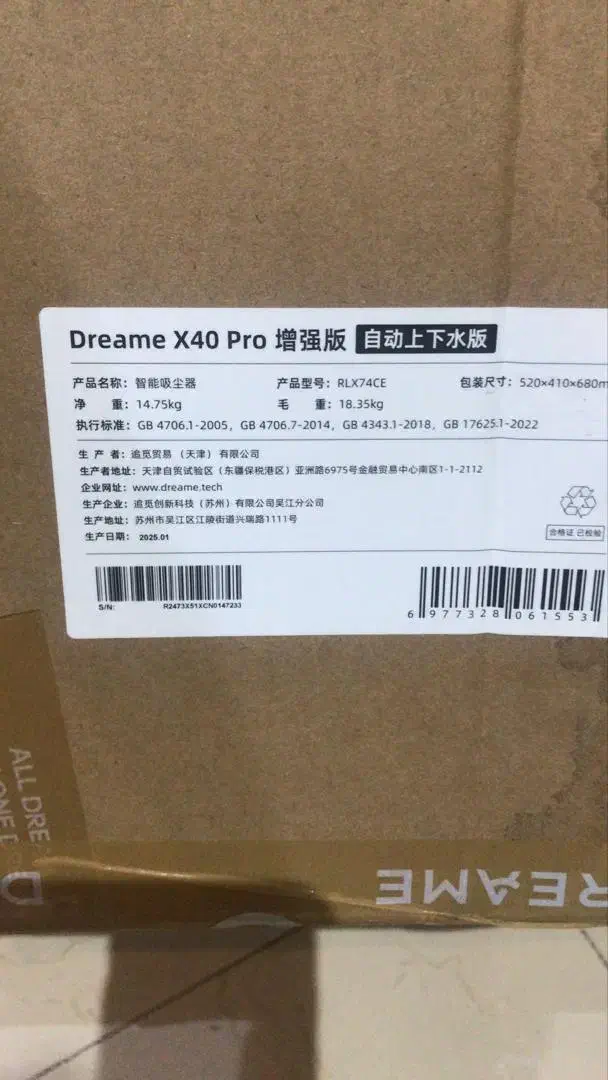 Dreame X40 Pro 增强版 自动上下水版
产品名称：智能吸尘器 产品型号：RLX74CE 包装尺寸：520×410×680m
净 重：14.75kg 毛 重：18.35kg
执行标准：GB 4706.1-2005，GB 4706.7-2014，GB 4343.1-2018，GB 17625.1-2022
生 产 者：追觅贸易（天津）有限公司
生产者地址：天津自贸试验区（东疆保税港区）亚洲路6975号金融贸易中心南区1-1-2112
企业网址：www.dreame.tech
生产企业：追觅创新科技（苏州）有限公司吴江分公司
生产地址：苏州市吴江区江陵街道兴瑞路1111号
生产日期：2025.01
合格证 已检验
S/N: R2473X51XCN0147233
6 977328 061553
ALL DRE
ONE D
D
REAME